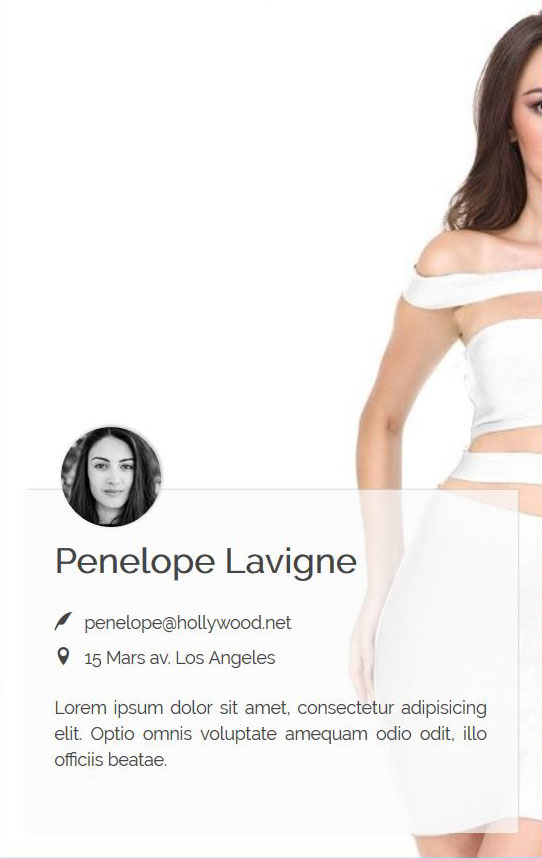 Penelope Lavigne
penelope@hollywood.net
15 Mars av. Los Angeles
Lorem ipsum dolor sit amet, consectetur adipisicing
elit. Optio omnis voluptate amequam odio odit, illo
officiis beatae.